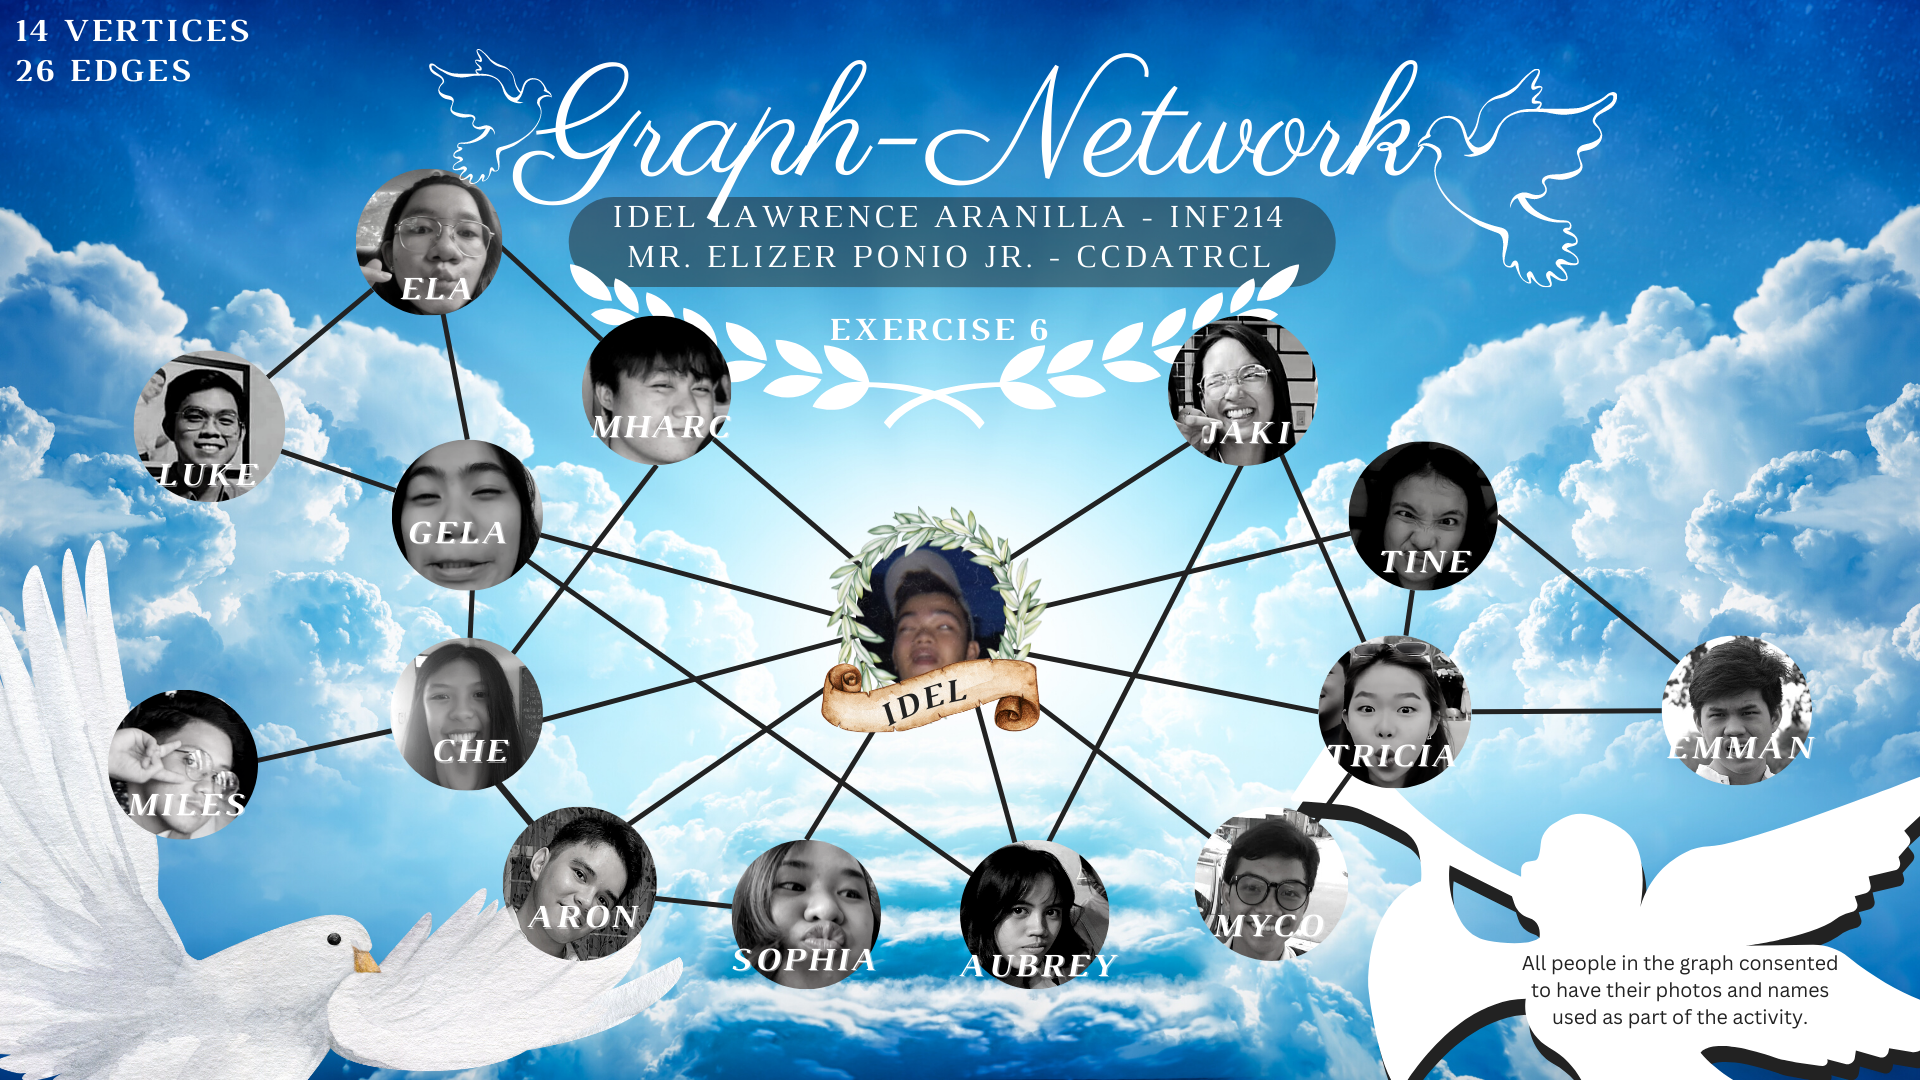 14 VERTICES
26 EDGES
Graph-Network
IDEL LAWRENCE ARANILLA - INF214
MR. ELIZER PONIO JR. - CCDATRCL
EXERCISE 6
ELA
MHARC
JAKI
LUKE
GELA
TINE
IDEL
CHE
TRICIA
EMMAN
MILES
ARON
SOPHIA
AUBREY
MYCO
All people in the graph consented
to have their photos and names
used as part of the activity.